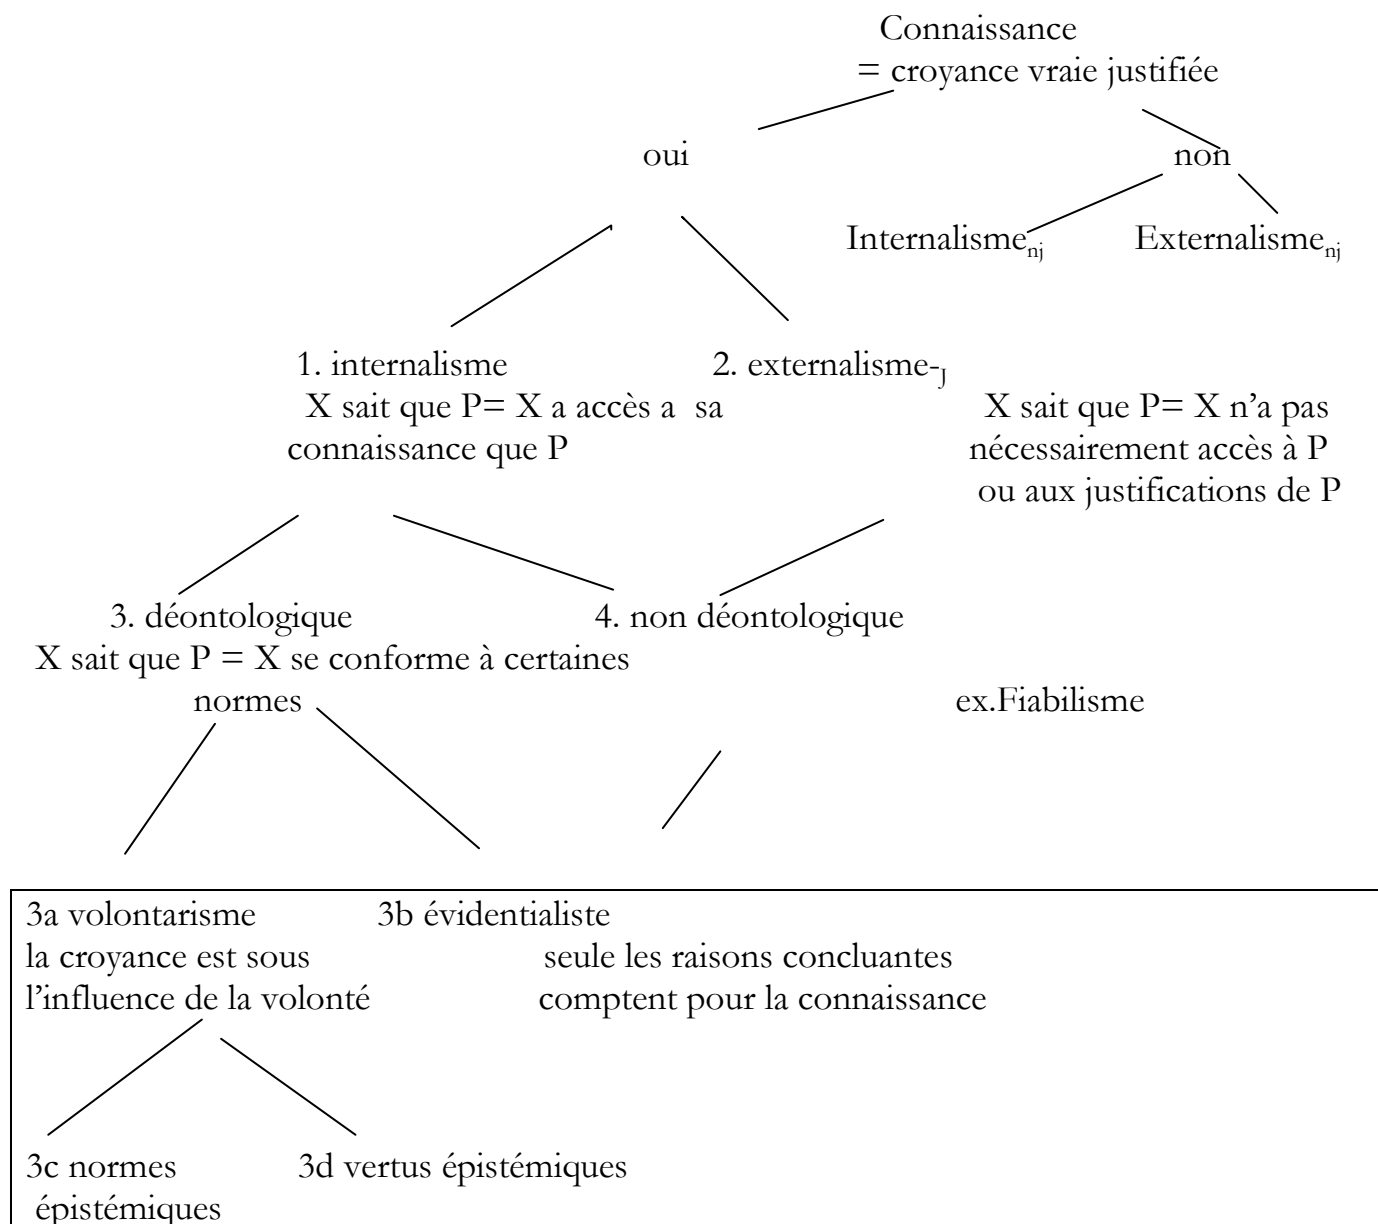 Connaissance
= croyance vraie justifiée
oui non
Internalismenj Externalismenj
1. internalisme 2. externalisme-J
X sait que P= X a accès a sa X sait que P= X n’a pas
connaissance que P nécessairement accès à P
ou aux justifications de P
3. déontologique 4. non déontologique
X sait que P = X se conforme à certaines
normes ex.Fiabilisme
3a volontarisme 3b évidentialiste
la croyance est sous seule les raisons concluantes
l’influence de la volonté comptent pour la connaissance
3c normes 3d vertus épistémiques
épistémiques